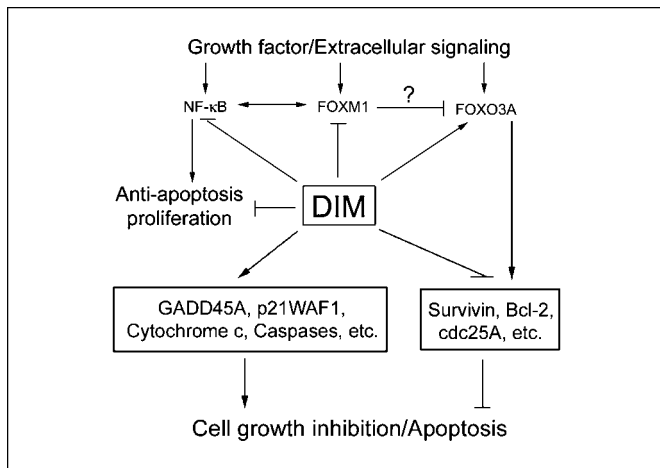 Growth factor/Extracellular signaling
NF-κB
FOXM1
?
FOXO3A
Anti-apoptosis
proliferation
DIM
GADD45A, p21WAF1,
Cytochrome c, Caspases, etc.
Survivin, Bcl-2,
cdc25A, etc.
Cell growth inhibition/Apoptosis